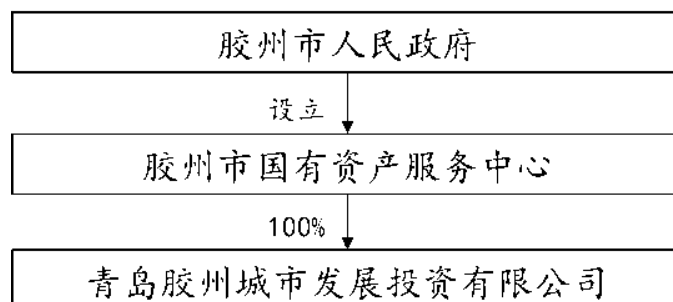 胶州市人民政府
设立
胶州市国有资产服务中心
100%
青岛胶州城市发展投资有限公司